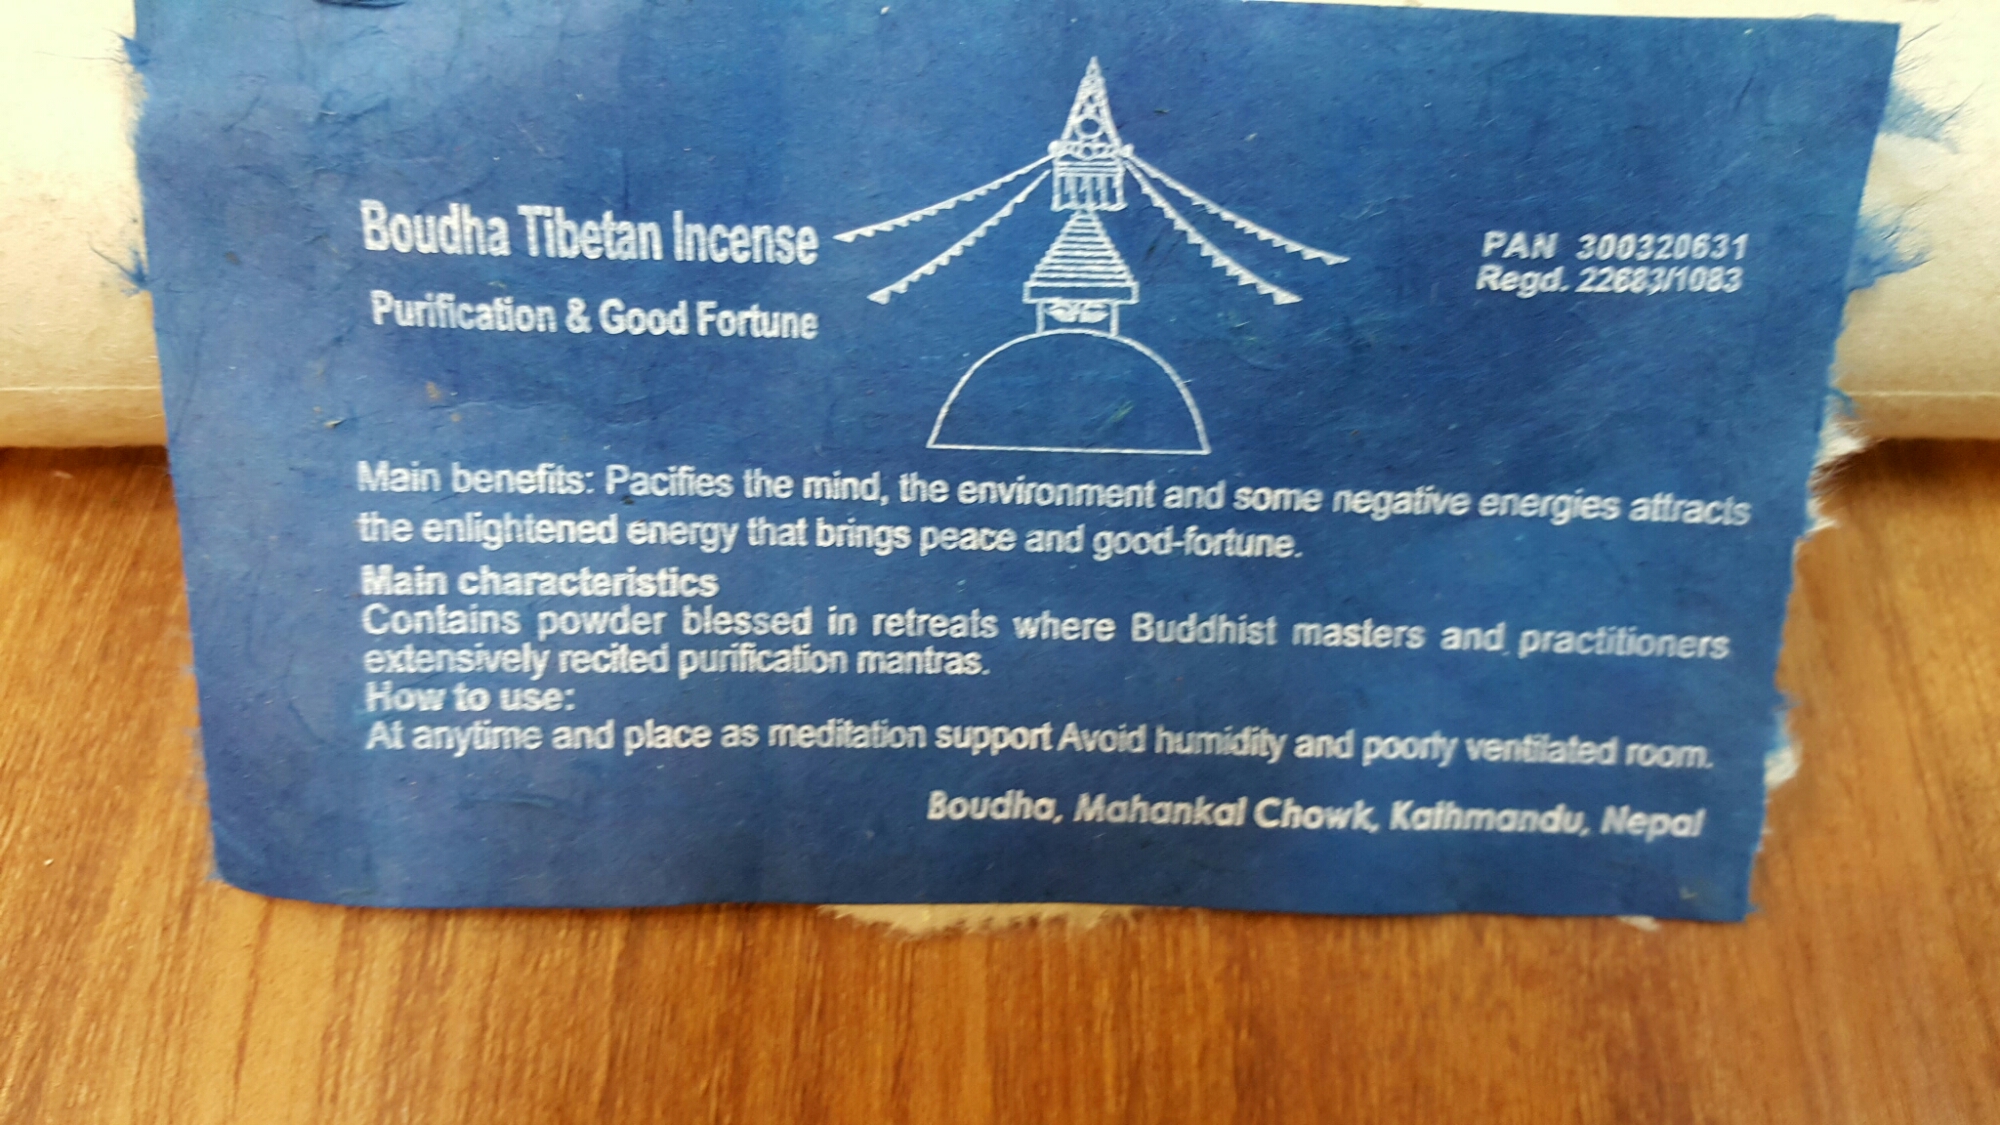 Boudha Tibetan Incense
Purification & Good Fortune
PAN 300320631
Regd. 22683/1083
Main benefits: Pacifies the mind, the environment and some negative energies attracts
the enlightened energy that brings peace and good-fortune.
Main characteristics
Contains powder blessed in retreats where Buddhist masters and practitioners
extensively recited purification mantras.
How to use:
At anytime and place as meditation support Avoid humidity and poorly ventilated room.
Boudha, Mahankal Chowk, Kathmandu, Nepal